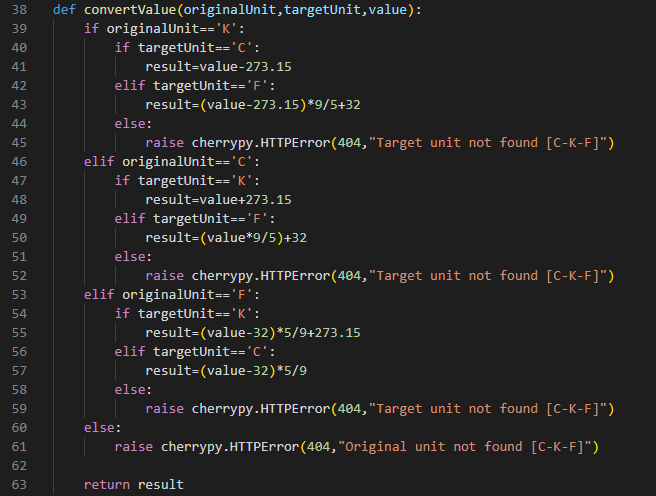 38 def convertValue(originalUnit,targetUnit,value):
39     if originalUnit=='K':
40         if targetUnit=='C':
41             result=value-273.15
42         elif targetUnit=='F':
43             result=(value-273.15)*9/5+32
44         else:
45             raise cherrypy.HTTPError(404,"Target unit not found [C-K-F]")
46     elif originalUnit=='C':
47         if targetUnit=='K':
48             result=value+273.15
49         elif targetUnit=='F':
50             result=(value*9/5)+32
51         else:
52             raise cherrypy.HTTPError(404,"Target unit not found [C-K-F]")
53     elif originalUnit=='F':
54         if targetUnit=='K':
55             result=(value-32)*5/9+273.15
56         elif targetUnit=='C':
57             result=(value-32)*5/9
58         else:
59             raise cherrypy.HTTPError(404,"Target unit not found [C-K-F]")
60     else:
61         raise cherrypy.HTTPError(404,"Original unit not found [C-K-F]")
62
63     return result